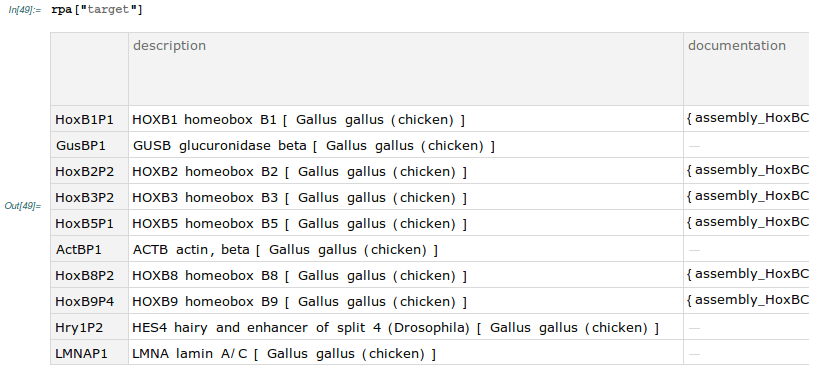 In[49]:= rpa["target"]
description documentation
HoxB1P1 HOXB1 homeobox B1 [ Gallus gallus (chicken) ] { assembly_HoxBC
GusBP1 GUSB glucuronidase beta [ Gallus gallus (chicken) ] —
HoxB2P2 HOXB2 homeobox B2 [ Gallus gallus (chicken) ] { assembly_HoxBC
HoxB3P2 HOXB3 homeobox B3 [ Gallus gallus (chicken) ] { assembly_HoxBC
Out[49]= HoxB5P1 HOXB5 homeobox B5 [ Gallus gallus (chicken) ] { assembly_HoxBC
ActBP1 ACTB actin, beta [ Gallus gallus (chicken) ] —
HoxB8P2 HOXB8 homeobox B8 [ Gallus gallus (chicken) ] { assembly_HoxBC
HoxB9P4 HOXB9 homeobox B9 [ Gallus gallus (chicken) ] { assembly_HoxBC
Hry1P2 HES4 hairy and enhancer of split 4 (Drosophila) [ Gallus gallus (chicken) ] —
LMNAP1 LMNA lamin A/C [ Gallus gallus (chicken) ] —